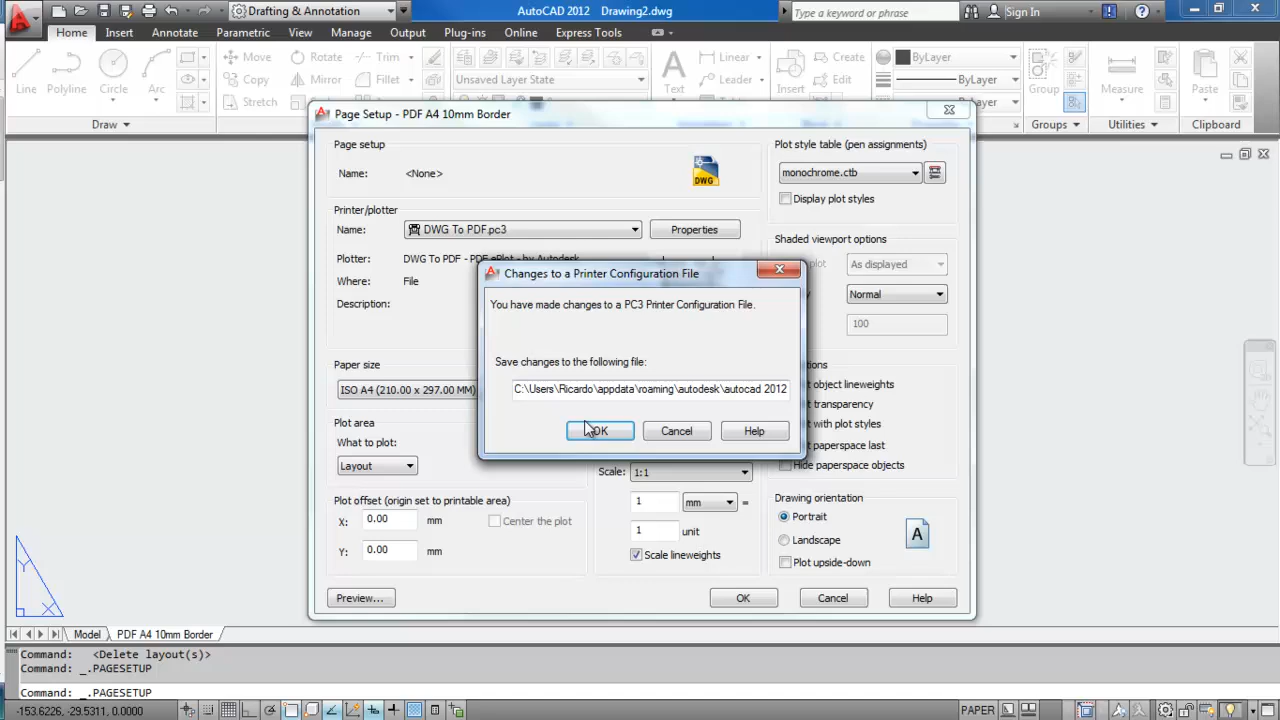 Drafting & Annotation
AutoCAD 2012 Drawing2.dwg
Type a keyword or phrase
Sign In
Home Insert Annotate Parametric View Manage Output Plug-ins Online Express Tools
Move Rotate Trim
Copy Mirror Fillet
Stretch
Line Polyline Circle Arc
Unsaved Layer State
Text
Linear
Leader
Insert
Create
Edit
ByLayer
ByLayer
ByLayer
Group
Measure
Paste
Draw
Groups
Utilities
Clipboard
Page Setup - PDF A4 10mm Border
Page setup
Name: <None>
DWG
Plot style table (pen assignments)
monochrome.ctb
Display plot styles
Printer/plotter
Name: DWG To PDF.pc3 Properties
Plotter: DWG To PDF - PDF ePlot - by Autodesk
Where: File
Description:
Shaded viewport options
As displayed
Normal
100
Changes to a Printer Configuration File
You have made changes to a PC3 Printer Configuration File.
Save changes to the following file:
C:\Users\Ricardo\appdata\roaming\autodesk\autocad 2012
OK Cancel Help
Paper size
ISO A4 (210.00 x 297.00 MM)
object lineweights
transparency
with plot styles
paperspace last
Hide paperspace objects
Plot area
What to plot:
Layout
Scale: 1:1
1 mm =
1 unit
Scale lineweights
Plot offset (origin set to printable area)
X: 0.00 mm Center the plot
Y: 0.00 mm
Drawing orientation
Portrait
Landscape
Plot upside-down
A
Preview... OK Cancel Help
Y
X
Model PDF A4 10mm Border
Command: <Delete layout(s)>
Command: _.PAGESETUP
Command: _.PAGESETUP
-153.6226, -29.5311, 0.0000
PAPER